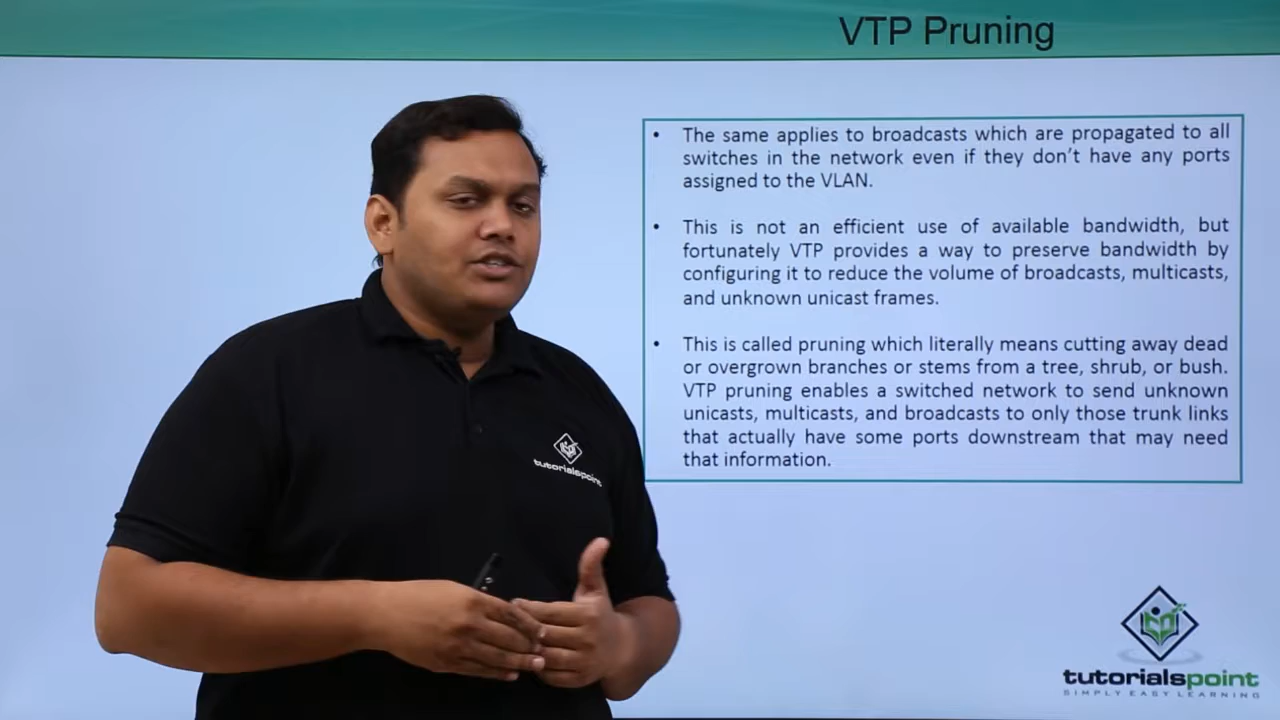 VTP Pruning
• The same applies to broadcasts which are propagated to all
switches in the network even if they don't have any ports
assigned to the VLAN.
• This is not an efficient use of available bandwidth, but
fortunately VTP provides a way to preserve bandwidth by
configuring it to reduce the volume of broadcasts, multicasts,
and unknown unicast frames.
• This is called pruning which literally means cutting away dead
or overgrown branches or stems from a tree, shrub, or bush.
VTP pruning enables a switched network to send unknown
unicasts, multicasts, and broadcasts to only those trunk links
that actually have some ports downstream that may need
that information.
tutorialspoint
tutorialspoint
SIMPLY EASY LEARNING